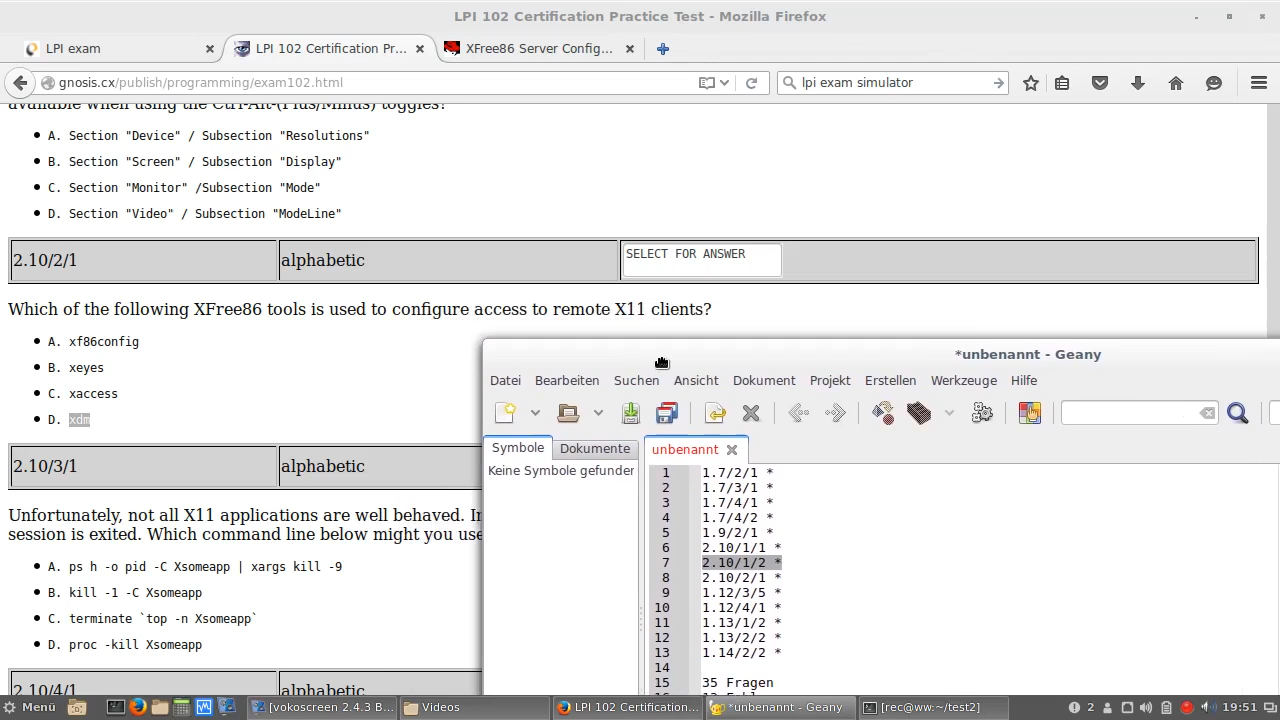 LPI 102 Certification Practice Test - Mozilla Firefox
LPI exam
LPI 102 Certification Pr...
XFree86 Server Config...
gnosis.cx/publish/programming/exam102.html
lpi exam simulator
available when using the Ctrl-Alt-(Plus/Minus) toggles?
A. Section "Device" / Subsection "Resolutions"
B. Section "Screen" / Subsection "Display"
C. Section "Monitor" /Subsection "Mode"
D. Section "Video" / Subsection "ModeLine"
2.10/2/1
alphabetic
SELECT FOR ANSWER
Which of the following XFree86 tools is used to configure access to remote X11 clients?
A. xf86config
B. xeyes
C. xaccess
D. xdm
2.10/3/1
alphabetic
Unfortunately, not all X11 applications are well behaved. I
session is exited. Which command line below might you use
A. ps h -o pid -C Xsomeapp | xargs kill -9
B. kill -1 -C Xsomeapp
C. terminate `top -n Xsomeapp`
D. proc -kill Xsomeapp
2.10/4/1
alphabetic
*unbenannt - Geany
Datei Bearbeiten Suchen Ansicht Dokument Projekt Erstellen Werkzeuge Hilfe
Symbole
Dokumente
unbenannt
Keine Symbole gefunden
1 1.7/2/1 *
2 1.7/3/1 *
3 1.7/4/1 *
4 1.7/4/2 *
5 1.9/2/1 *
6 2.10/1/1 *
7 2.10/1/2 *
8 2.10/2/1 *
9 1.12/3/5 *
10 1.12/4/1 *
11 1.13/1/2 *
12 1.13/2/2 *
13 1.14/2/2 *
14
15 35 Fragen
Menü
[vokoscreen 2.4.3 B...
Videos
LPI 102 Certification...
*unbenannt - Geany
[rec@ww:~/test2]
2
19:51